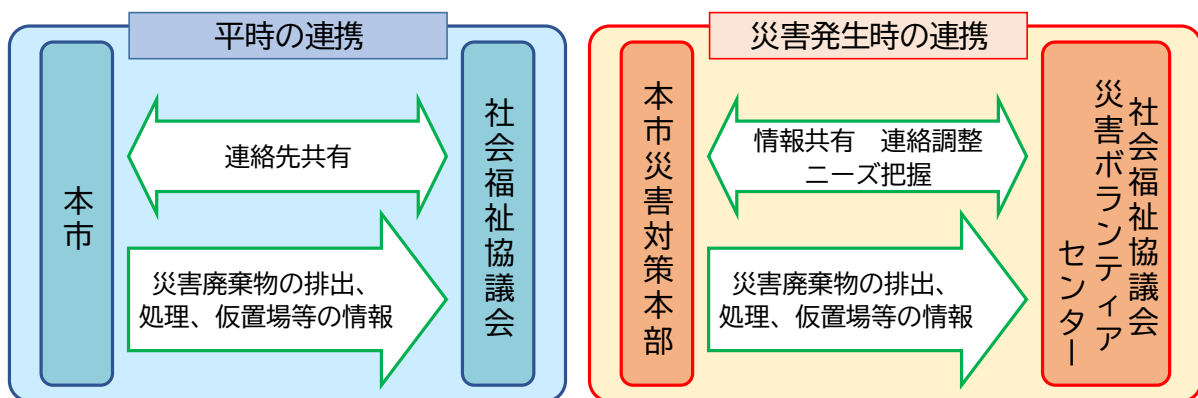 平時の連携
本市
連絡先共有
災害廃棄物の排出、
処理、仮置場等の情報
社会福祉協議会
災害発生時の連携
本市災害対策本部
情報共有　連絡調整
ニーズ把握
災害廃棄物の排出、
処理、仮置場等の情報
社会福祉協議会
災害ボランティア
センター